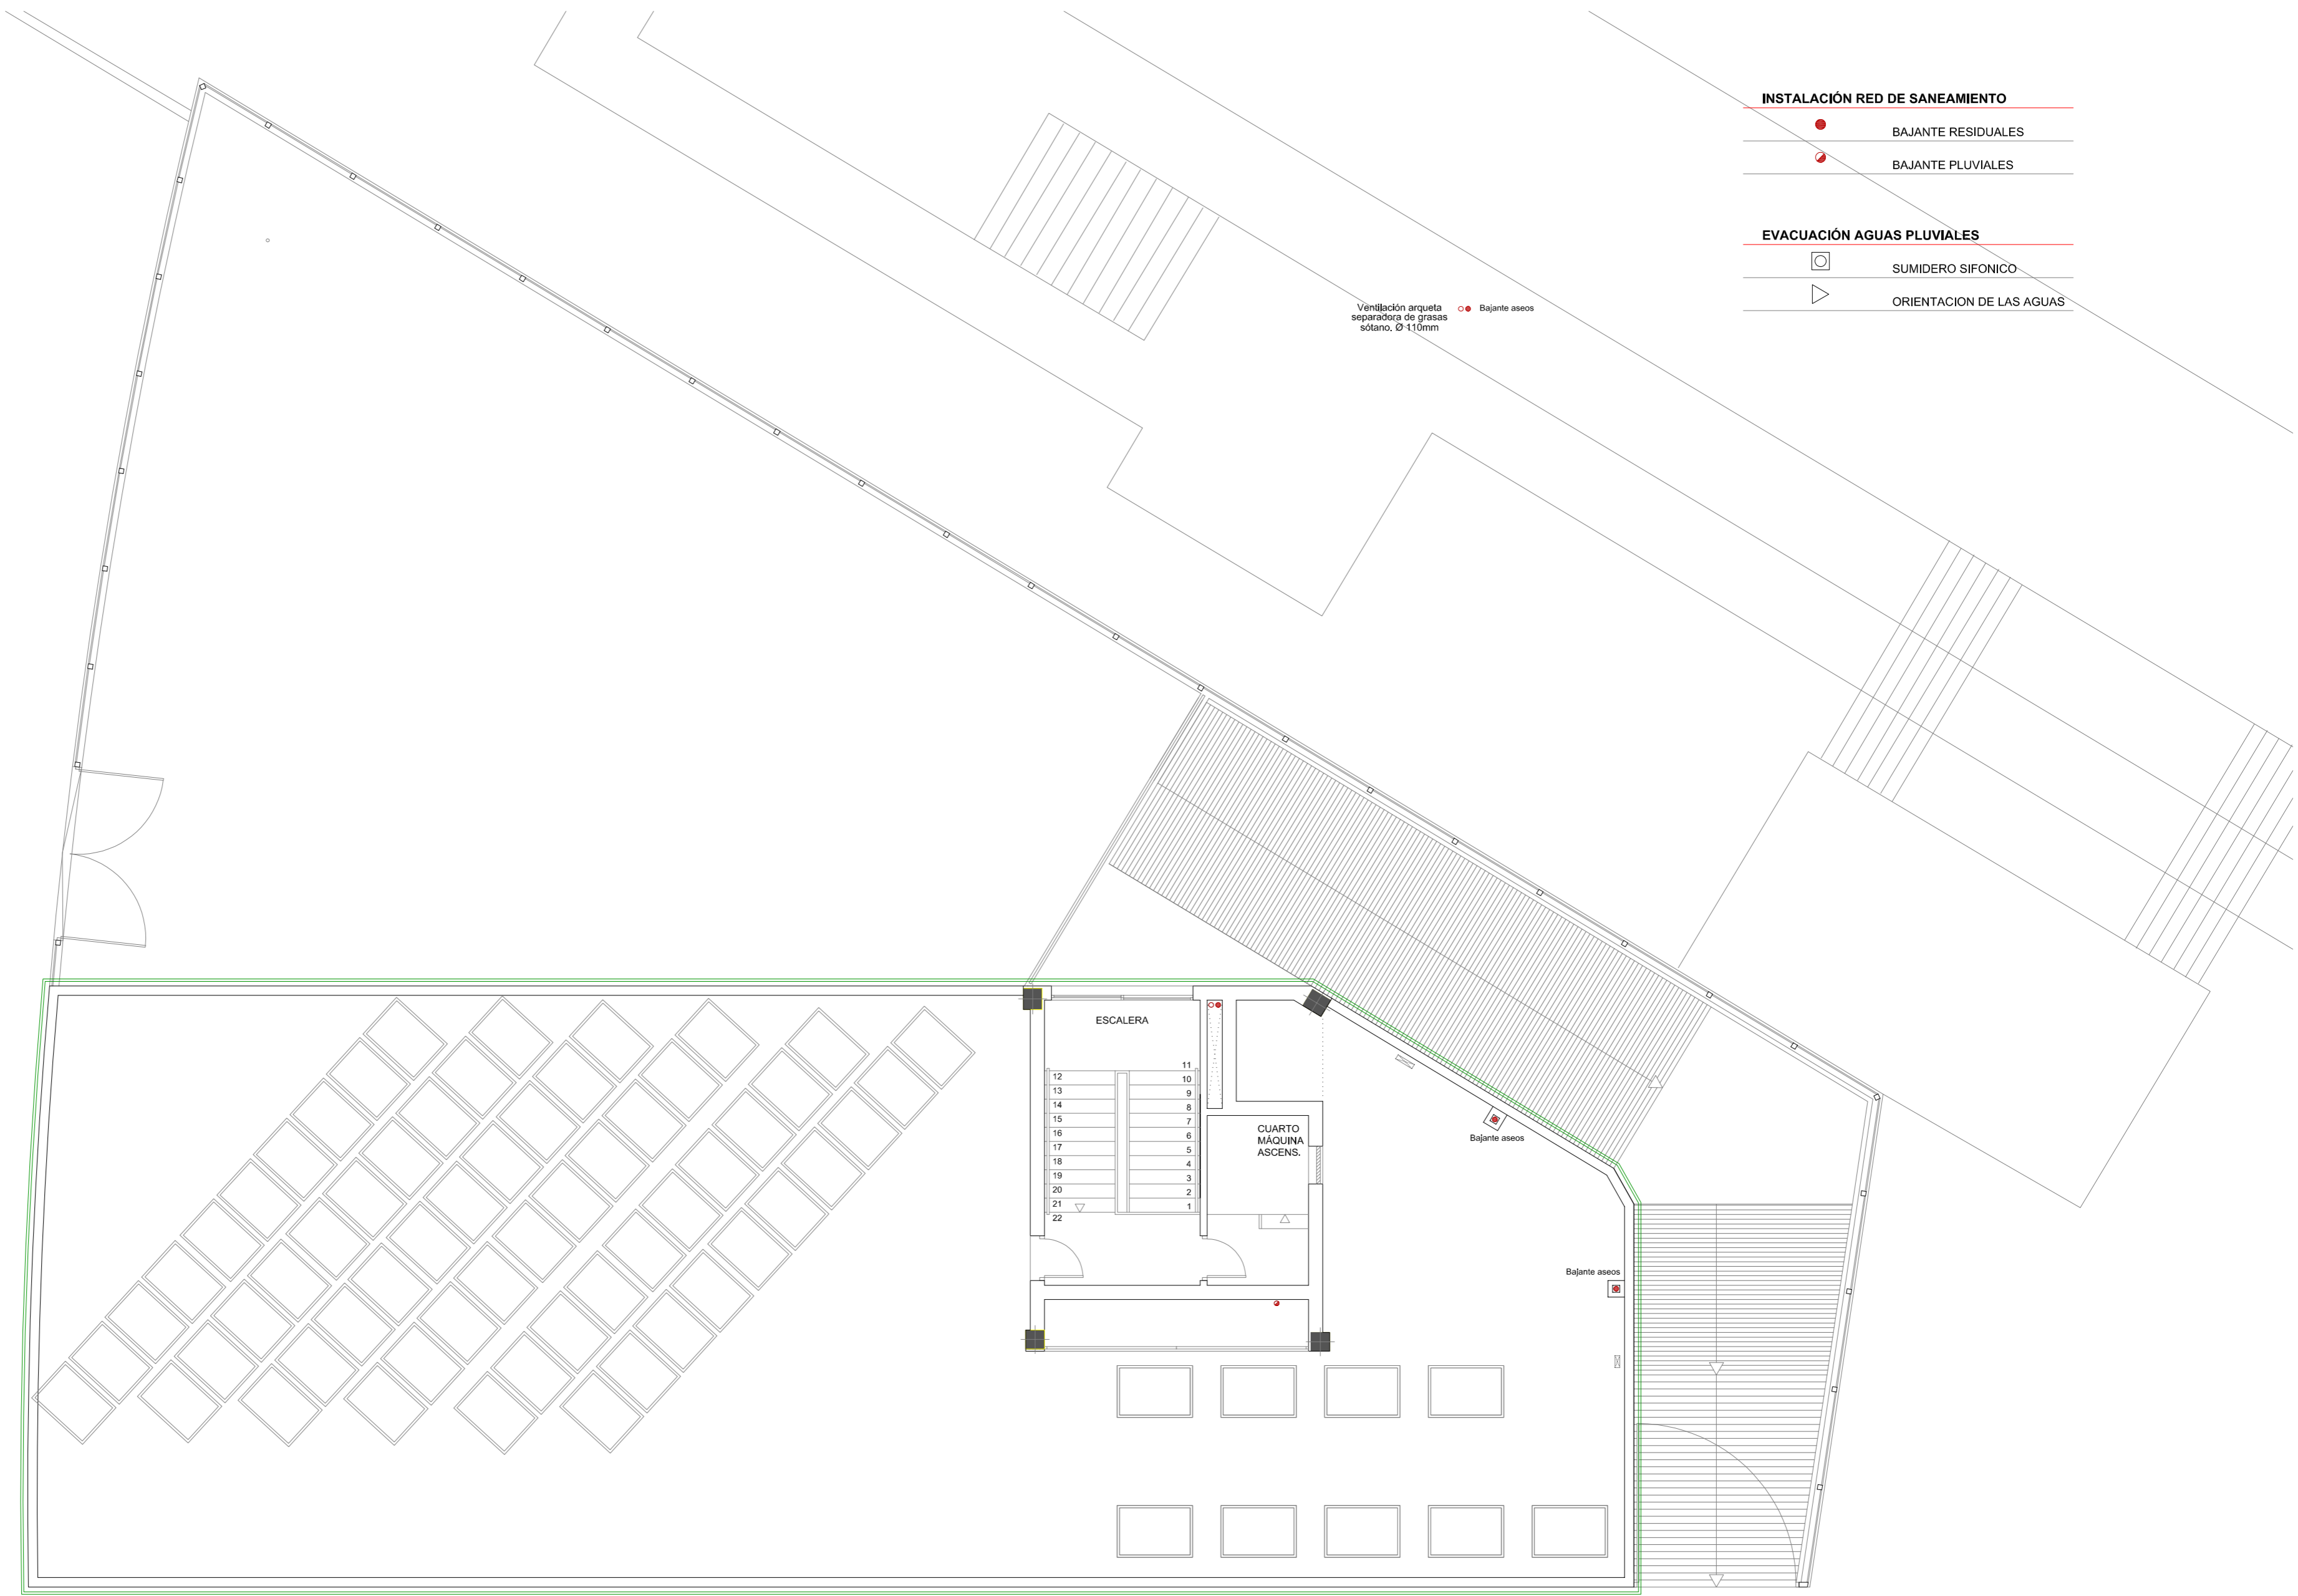 INSTALACIÓN RED DE SANEAMIENTO
BAJANTE RESIDUALES
BAJANTE PLUVIALES
EVACUACIÓN AGUAS PLUVIALES
SUMIDERO SIFONICO
ORIENTACION DE LAS AGUAS
Ventilación arqueta
separadora de grasas
sótano. Ø 110mm
Bajante aseos
ESCALERA
11
12
10
13
9
14
8
15
7
16
6
17
5
18
4
19
3
20
2
21
1
22
CUARTO
MÁQUINA
ASCENS.
Bajante aseos
Bajante aseos